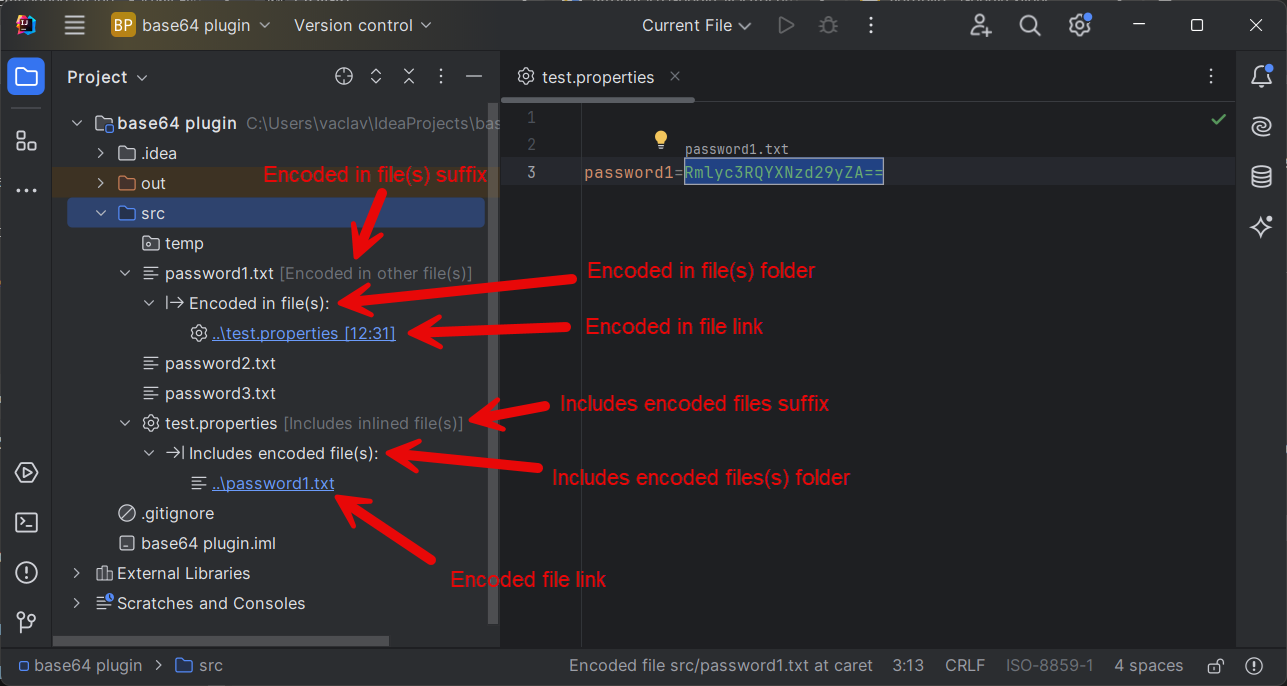 BP base64 plugin Version control Current File
Project
test.properties
base64 plugin C:\Users\vaclav\IdeaProjects\bas
.idea
out
Encoded in file(s) suffix
src
temp
password1.txt [Encoded in other file(s)]
Encoded in file(s):
..\test.properties [12:31]
password2.txt
password3.txt
test.properties [Includes inlined file(s)]
Includes encoded file(s):
..\password1.txt
.gitignore
base64 plugin.iml
External Libraries
Scratches and Consoles
1
2
password1.txt
3 password1=Rmlyc3RQYXNzd29yZA==
Encoded in file(s) folder
Encoded in file link
Includes encoded files suffix
Includes encoded files(s) folder
Encoded file link
base64 plugin > src
Encoded file src/password1.txt at caret 3:13 CRLF ISO-8859-1 4 spaces